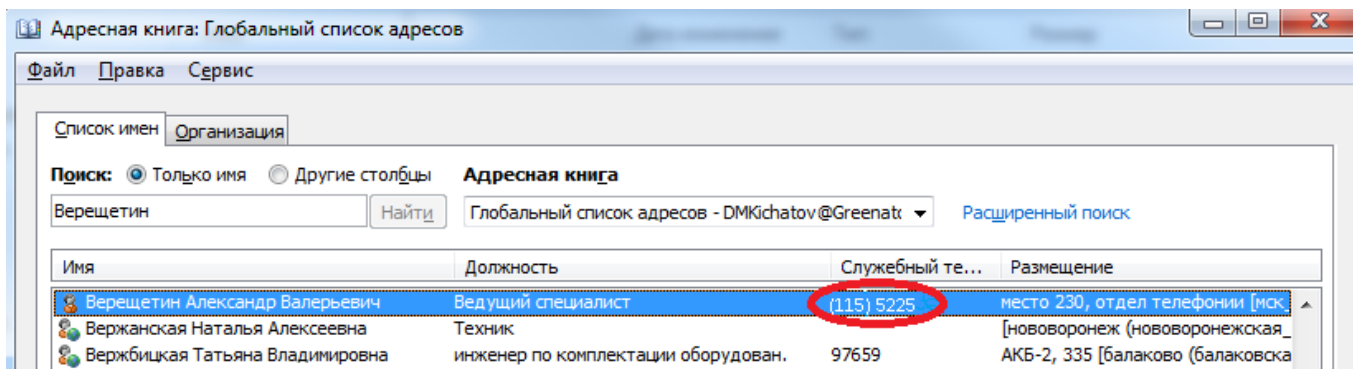 Адресная книга: Глобальный список адресов
Файл Правка Сервис
Список имен Организация
Поиск: Только имя Другие столбцы Адресная книга
Верещетин Найти Глобальный список адресов - DMKichatov@Greenatc Расширенный поиск
Имя Должность Служебный те... Размещение
Верещетин Александр Валерьевич Ведущий специалист (115) 5225 место 230, отдел телефонии [мск_
Вержанская Наталья Алексеевна Техник [нововоронеж (нововоронежская_
Вержбицкая Татьяна Владимировна инженер по комплектации оборудован. 97659 АКБ-2, 335 [балаково (балаковска